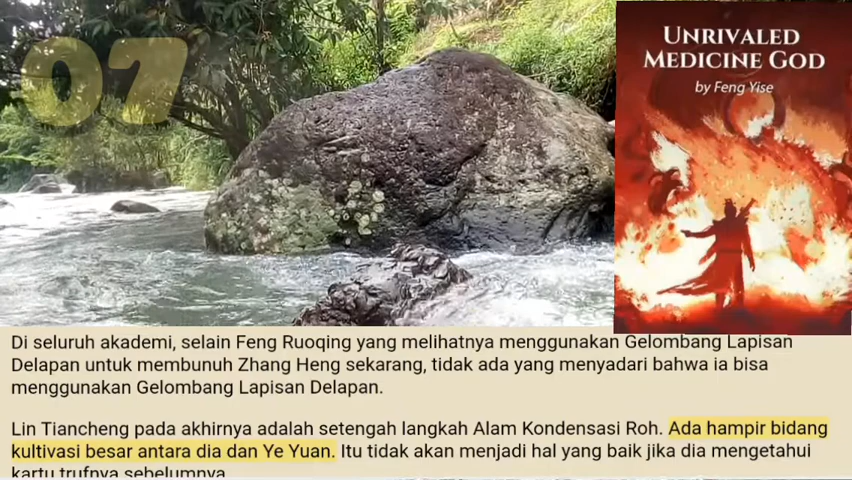 07
UNRIVALED
MEDICINE GOD
by Feng Yise
Di seluruh akademi, selain Feng Ruoqing yang melihatnya menggunakan Gelombang Lapisan
Delapan untuk membunuh Zhang Heng sekarang, tidak ada yang menyadari bahwa ia bisa
menggunakan Gelombang Lapisan Delapan.
Lin Tiancheng pada akhirnya adalah setengah langkah Alam Kondensasi Roh. Ada hampir bidang
kultivasi besar antara dia dan Ye Yuan. Itu tidak akan menjadi hal yang baik jika dia mengetahui
kartu trufnya sebelumnya.